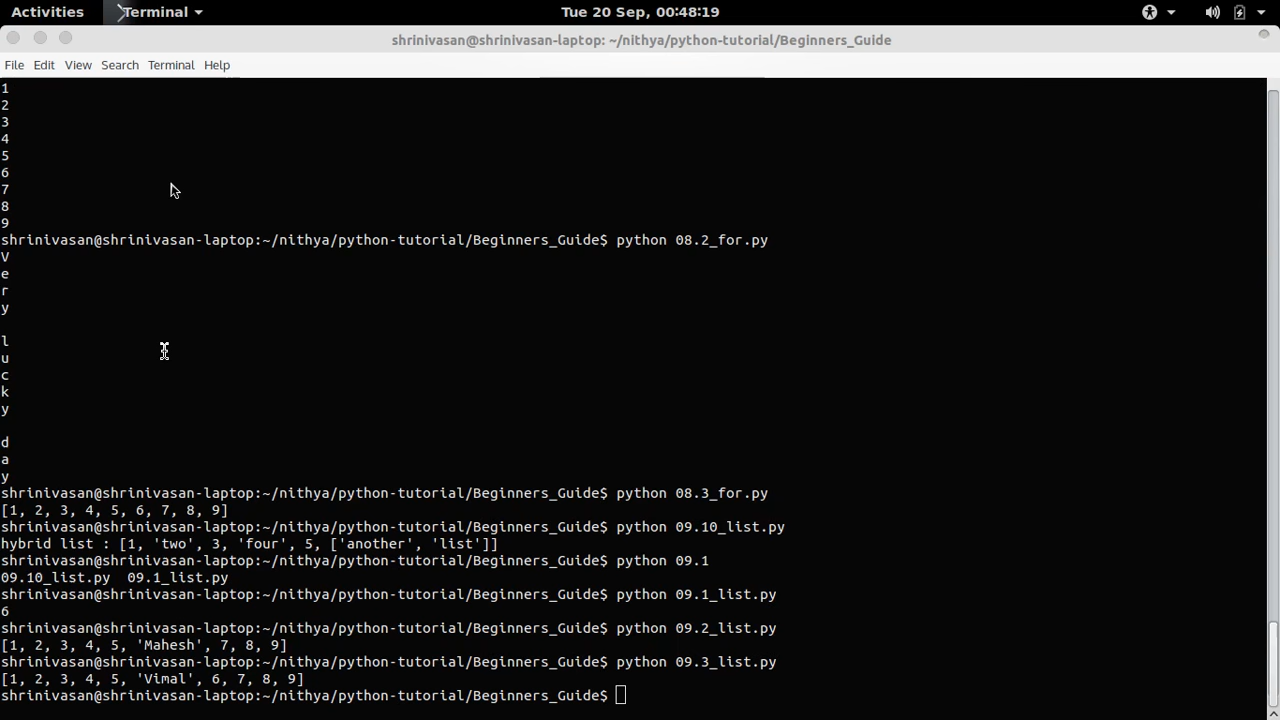 Activities Terminal Tue 20 Sep, 00:48:19
shrinivasan@shrinivasan-laptop: ~/nithya/python-tutorial/Beginners_Guide
File Edit View Search Terminal Help
1
2
3
4
5
6
7
8
9
shrinivasan@shrinivasan-laptop:~/nithya/python-tutorial/Beginners_Guide$ python 08.2_for.py
V
e
r
y
l
u
c
k
y
d
a
y
shrinivasan@shrinivasan-laptop:~/nithya/python-tutorial/Beginners_Guide$ python 08.3_for.py
[1, 2, 3, 4, 5, 6, 7, 8, 9]
shrinivasan@shrinivasan-laptop:~/nithya/python-tutorial/Beginners_Guide$ python 09.10_list.py
hybrid list : [1, 'two', 3, 'four', 5, ['another', 'list']]
shrinivasan@shrinivasan-laptop:~/nithya/python-tutorial/Beginners_Guide$ python 09.1
09.10_list.py  09.1_list.py
shrinivasan@shrinivasan-laptop:~/nithya/python-tutorial/Beginners_Guide$ python 09.1_list.py
6
shrinivasan@shrinivasan-laptop:~/nithya/python-tutorial/Beginners_Guide$ python 09.2_list.py
[1, 2, 3, 4, 5, 'Mahesh', 7, 8, 9]
shrinivasan@shrinivasan-laptop:~/nithya/python-tutorial/Beginners_Guide$ python 09.3_list.py
[1, 2, 3, 4, 5, 'Vimal', 6, 7, 8, 9]
shrinivasan@shrinivasan-laptop:~/nithya/python-tutorial/Beginners_Guide$